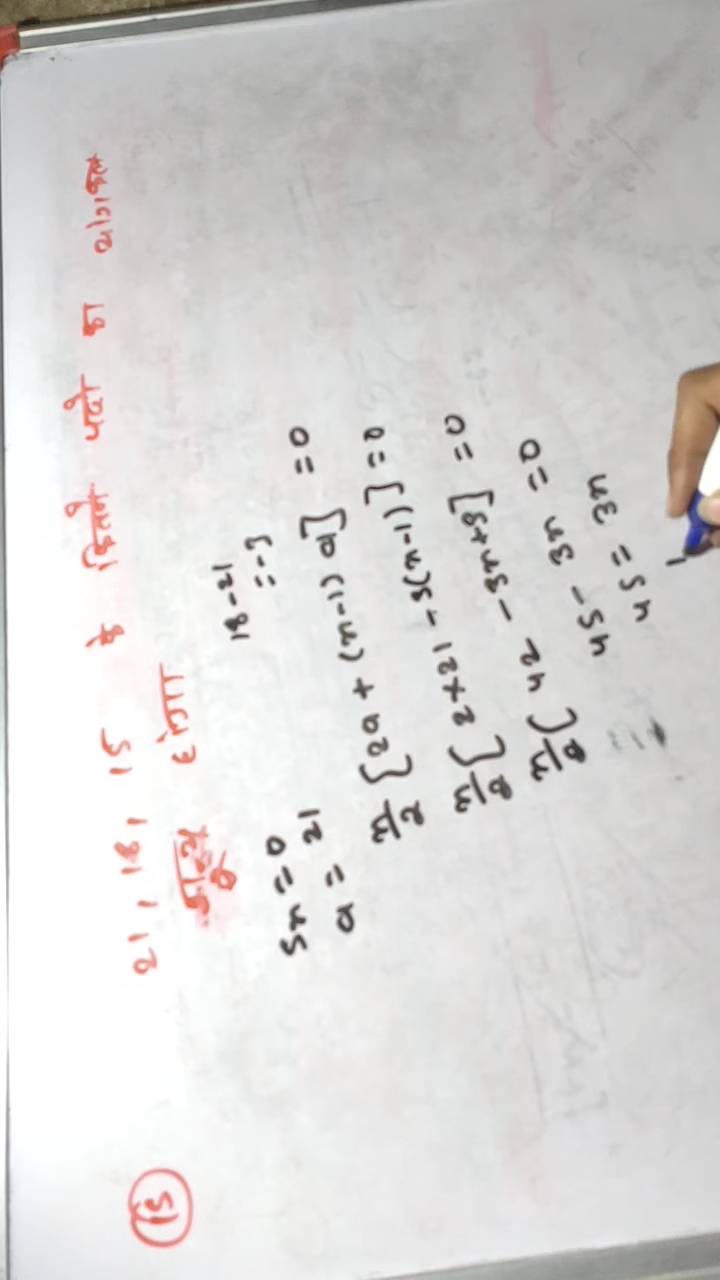 51) 21, 18, 15 के कितने पदों का योगफल
शून्य होगा
Sn = 0
18-21
a = 21
= -3
n/2 [2a + (n-1) d] = 0
n/2 [2×21 - 3(n-1)] = 0
n/2 [42 - 3n+3] = 0
45 - 3n = 0
45 = 3n